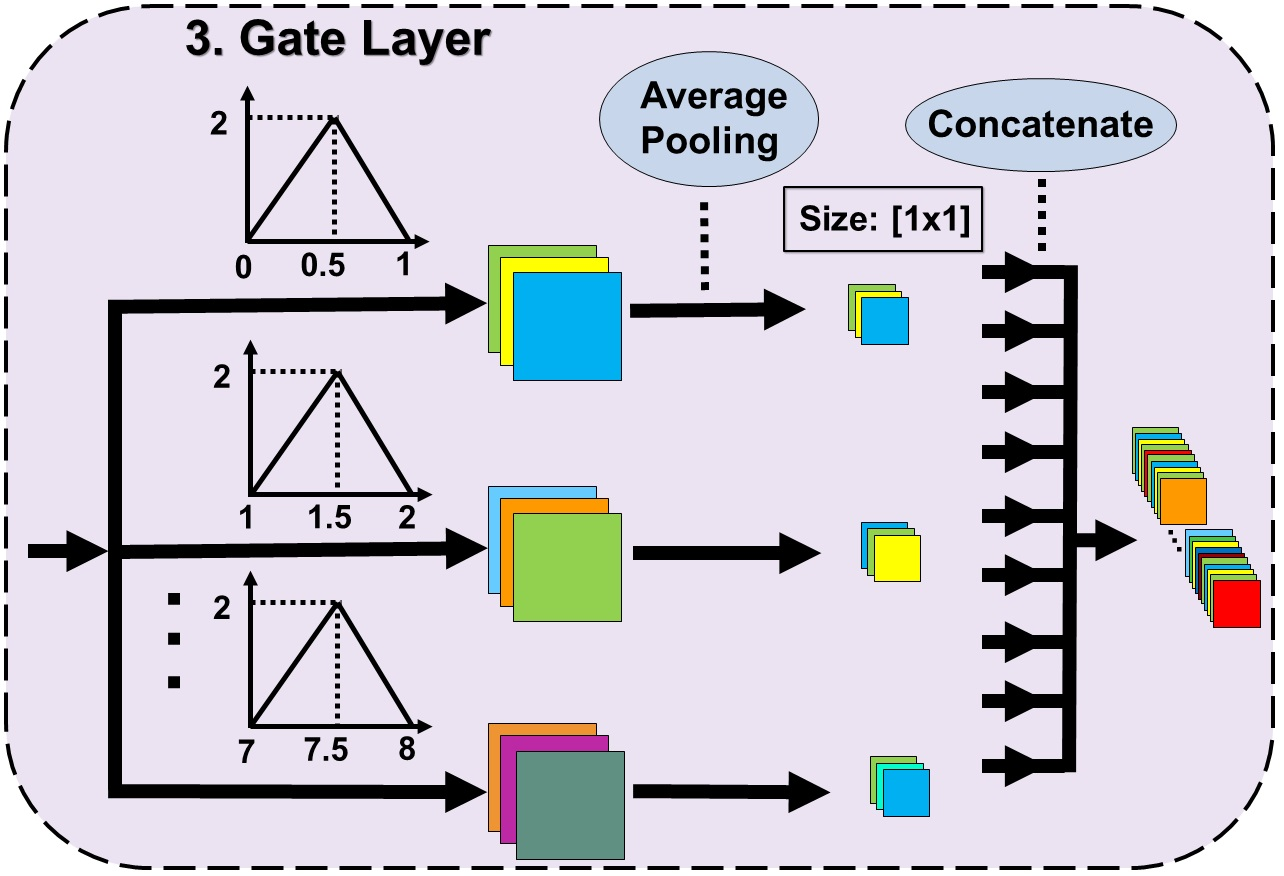 3. Gate Layer
2
0 0.5 1
Average
Pooling
Concatenate
Size: [1x1]
2
1 1.5 2
2
7 7.5 8